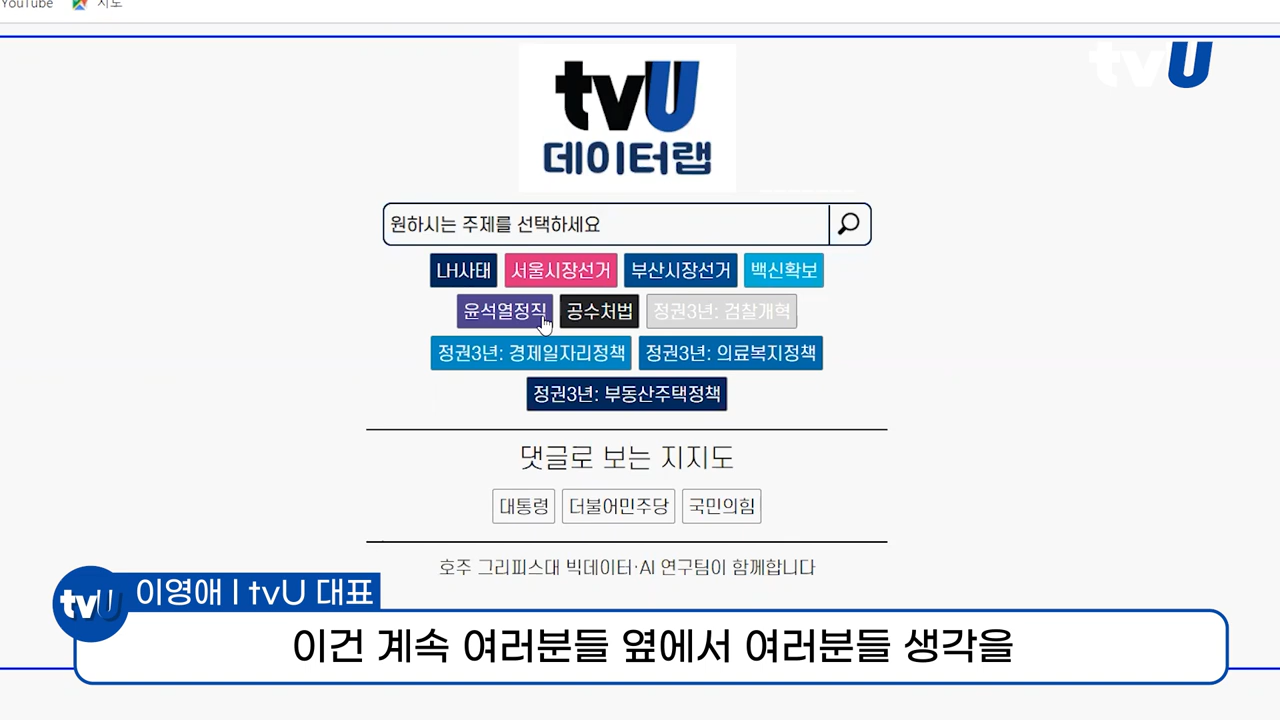 YouTube 지도
tvU
tvU
데이터랩
원하시는 주제를 선택하세요
LH사태 서울시장선거 부산시장선거 백신확보
윤석열정직 공수처법 정권3년: 검찰개혁
정권3년: 경제일자리정책 정권3년: 의료복지정책
정권3년: 부동산주택정책
댓글로 보는 지지도
대통령 더불어민주당 국민의힘
호주 그리피스대 빅데이터·AI 연구팀이 함께합니다
tvU 이영애 | tvU 대표
이건 계속 여러분들 옆에서 여러분들 생각을